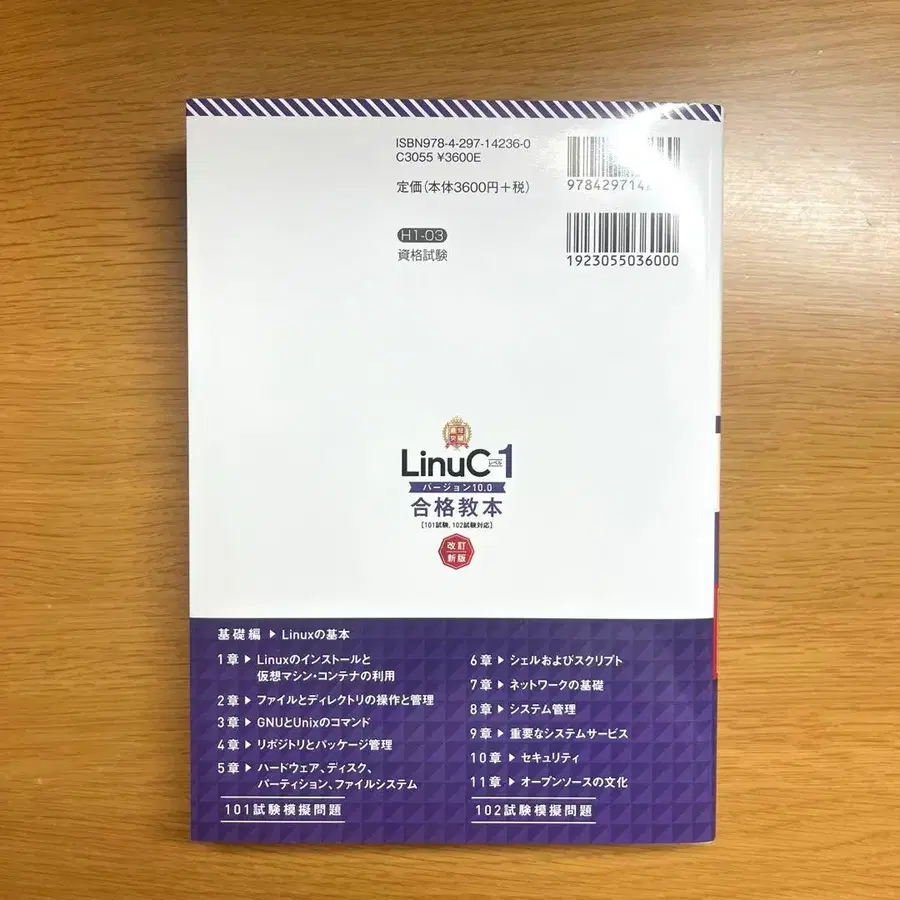 ISBN978-4-297-14236-0
C3055 ¥3600E
定価(本体3600円+税)
H1-03
資格試験
1923055036000
LinuCレベル1
バージョン10.0
合格教本
[101試験,102試験対応]
改訂
新版
基礎編▶Linuxの基本
1章▶Linuxのインストールと
仮想マシン・コンテナの利用
2章▶ファイルとディレクトリの操作と管理
3章▶GNUとUnixのコマンド
4章▶リポジトリとパッケージ管理
5章▶ハードウェア、ディスク、
パーティション、ファイルシステム
101試験模擬問題
6章▶シェルおよびスクリプト
7章▶ネットワークの基礎
8章▶システム管理
9章▶重要なシステムサービス
10章▶セキュリティ
11章▶オープンソースの文化
102試験模擬問題